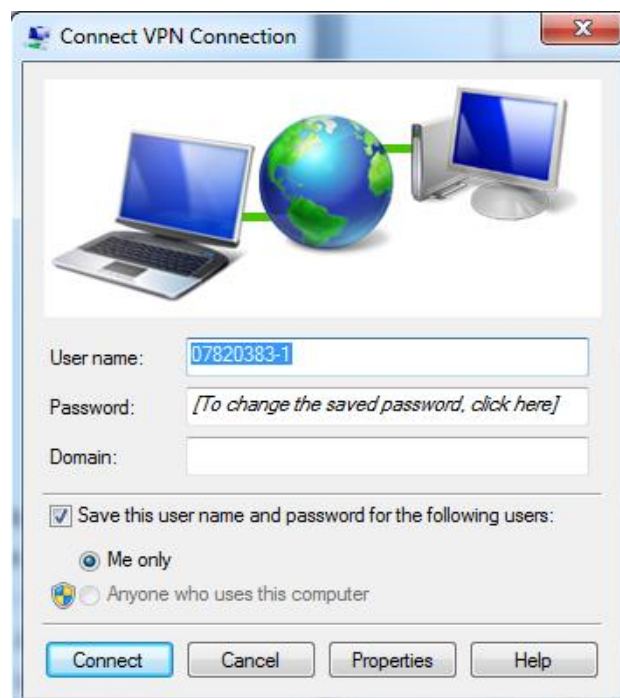 Connect VPN Connection
User name: 07820383-1
Password: [To change the saved password, click here]
Domain:
Save this user name and password for the following users:
Me only
Anyone who uses this computer
Connect Cancel Properties Help